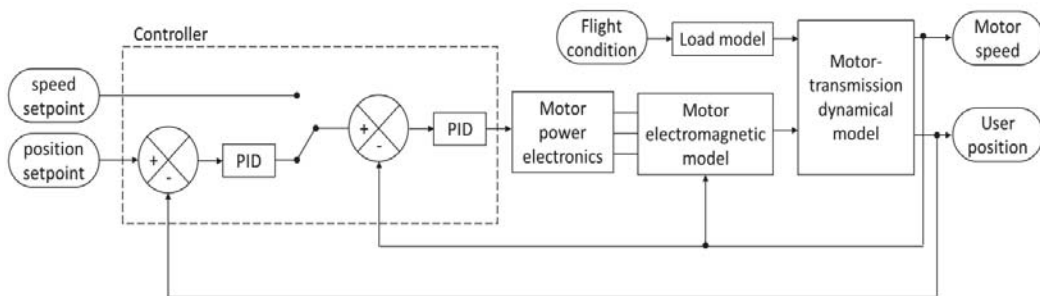 Controller
speed
setpoint
position
setpoint
+
-
PID
+
-
PID
Motor
power
electronics
Motor
electromagnetic
model
Flight
condition
Load model
Motor-
transmission
dynamical
model
Motor
speed
User
position